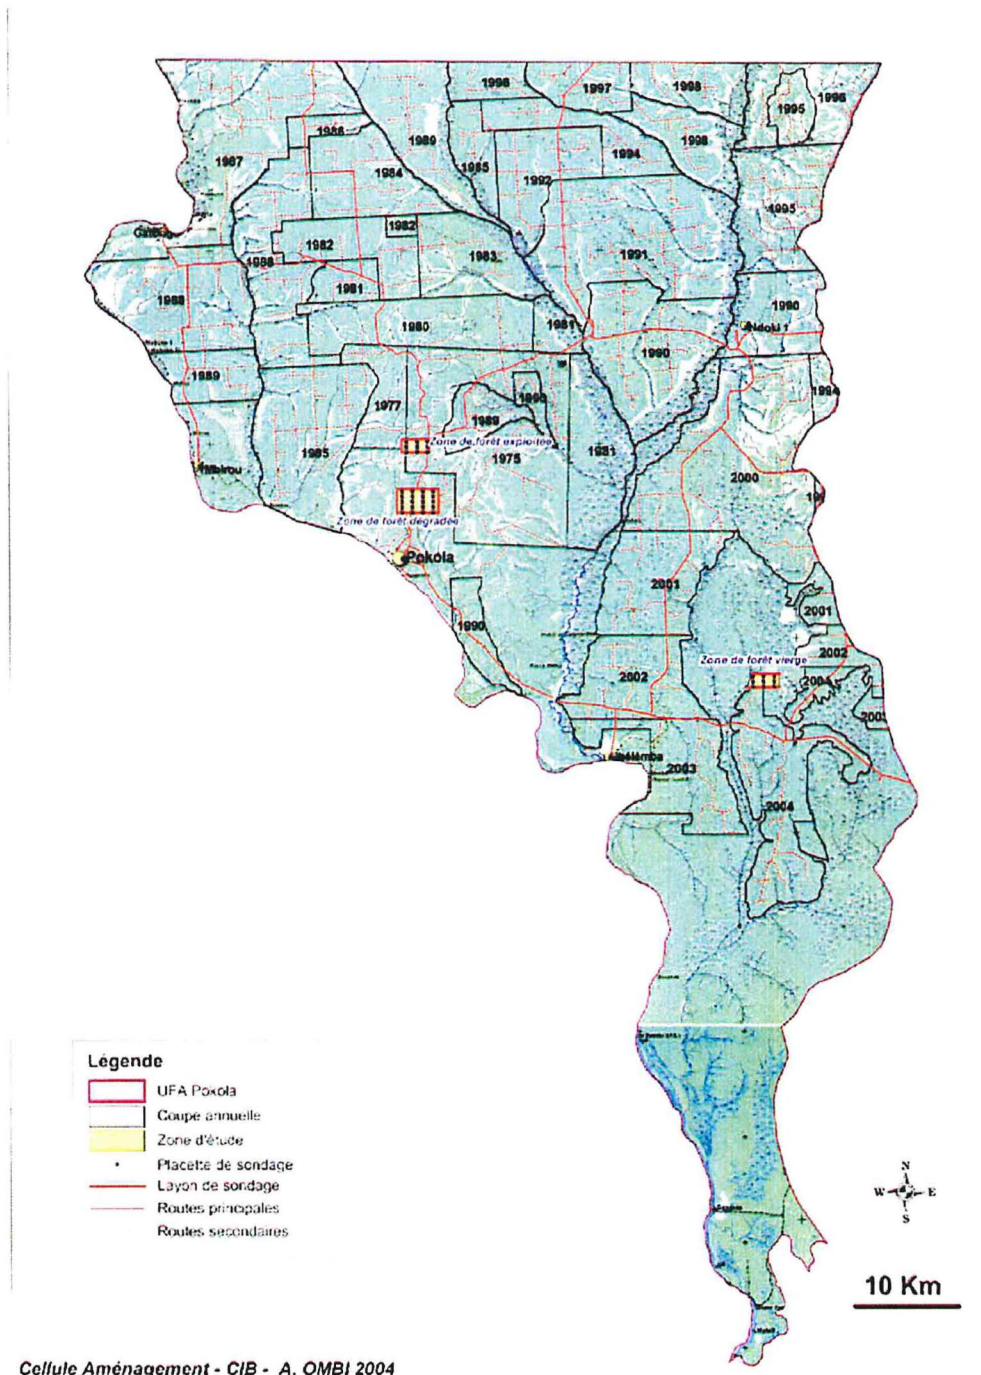 1996
1997
1998
1995
1996
1986
1989
1985
1994
1998
1987
1984
1992
1995
1982
1982
1983
1991
1988
1981
1988
1980
1981
1990
Ndoki 1
1990
1989
1977
1990
1994
1989
Zone de forêt exploitée
1985
1975
1981
Mbirou
2000
Zone de forêt dégradée
Pokola
2001
2001
1990
2002
Zone de forêt vierge
2002
2004
2003
2004
Légende
UFA Pokola
Coupe annuelle
Zone d'étude
Placette de sondage
Layon de sondage
Routes principales
Routes secondaires
N
W
E
S
10 Km
Cellule Aménagement - CIB - A. OMBI 2004